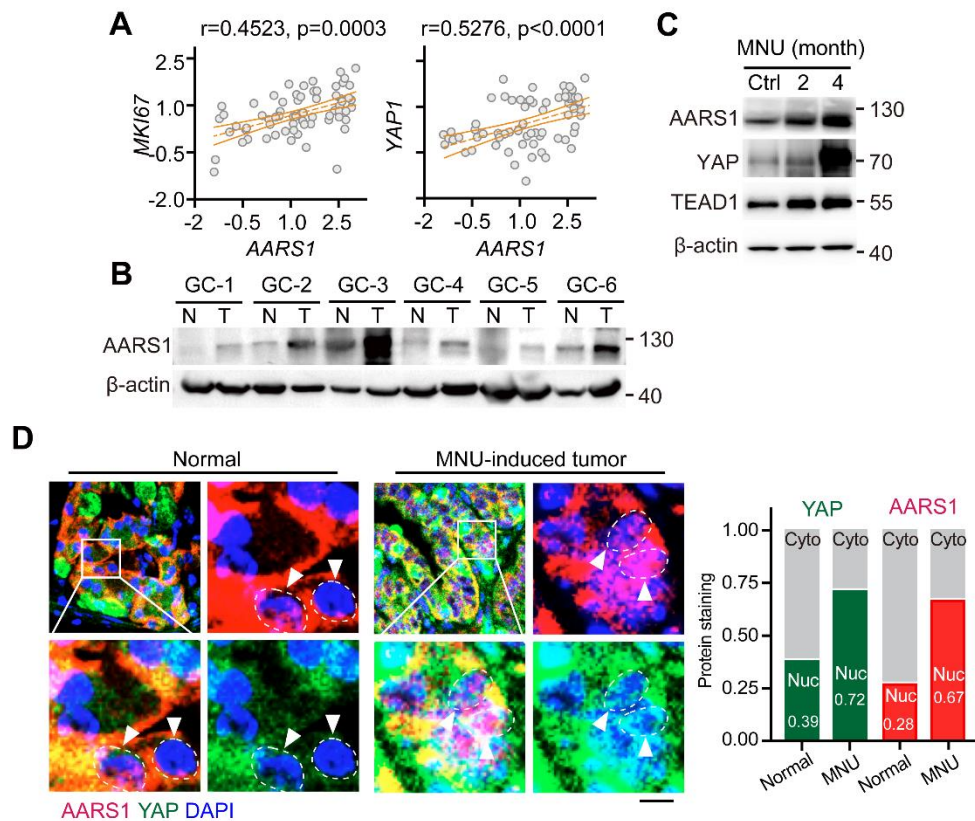 A
r=0.4523, p=0.0003
MKI67
2.5
1.0
-0.5
-2.0
-2 -0.5 1.0 2.5
AARS1
r=0.5276, p<0.0001
YAP1
-2 -0.5 1.0 2.5
AARS1
C
MNU (month)
Ctrl 2 4
AARS1 130
YAP 70
TEAD1 55
β-actin 40
B
GC-1 GC-2 GC-3 GC-4 GC-5 GC-6
N T N T N T N T N T N T
AARS1 130
β-actin 40
D
Normal
MNU-induced tumor
AARS1 YAP DAPI
YAP AARS1
Protein staining
1.00
0.75
0.50
0.25
0.00
Cyto Cyto Cyto Cyto
Nuc Nuc Nuc Nuc
0.39 0.72 0.28 0.67
Normal MNU Normal MNU